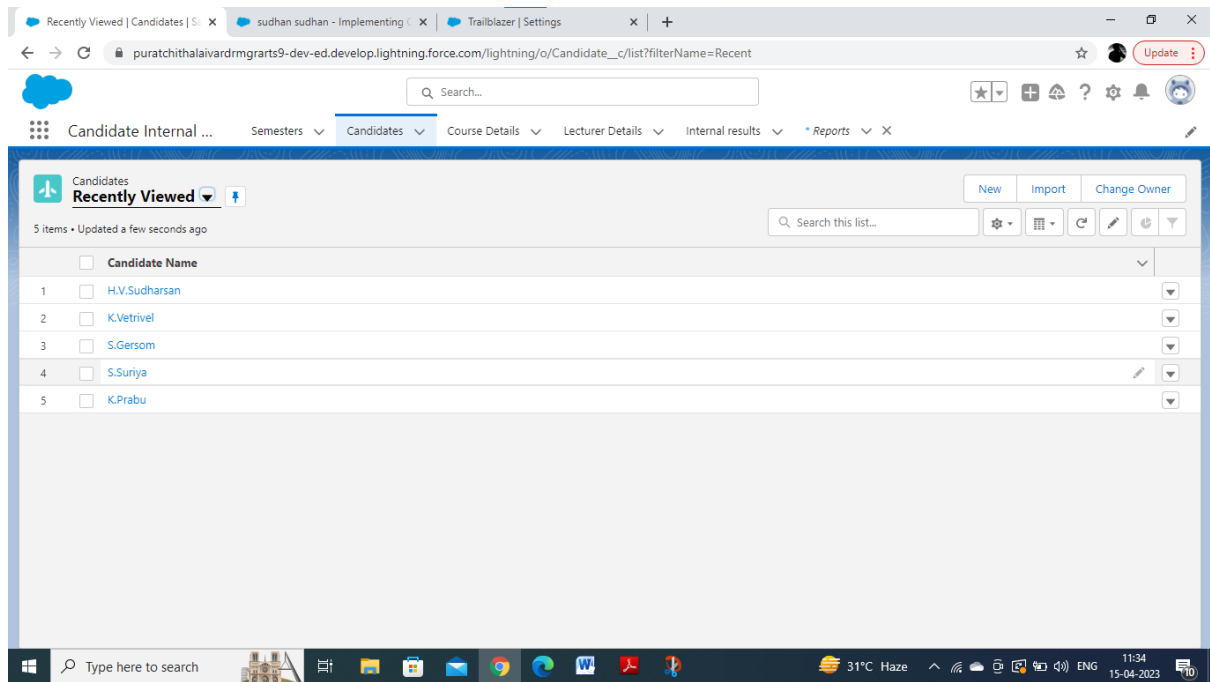 Recently Viewed | Candidates | Sa
sudhan sudhan - Implementing C
Trailblazer | Settings
puratchithalaivardrmgrarts9-dev-ed.develop.lightning.force.com/lightning/o/Candidate__c/list?filterName=Recent
Update
Search...
Candidate Internal ...
Semesters
Candidates
Course Details
Lecturer Details
Internal results
* Reports
Candidates
Recently Viewed
New
Import
Change Owner
5 items • Updated a few seconds ago
Search this list...
Candidate Name
1 H.V.Sudharsan
2 K.Vetrivel
3 S.Gersom
4 S.Suriya
5 K.Prabu
Type here to search
31°C Haze
ENG
11:34
15-04-2023
10